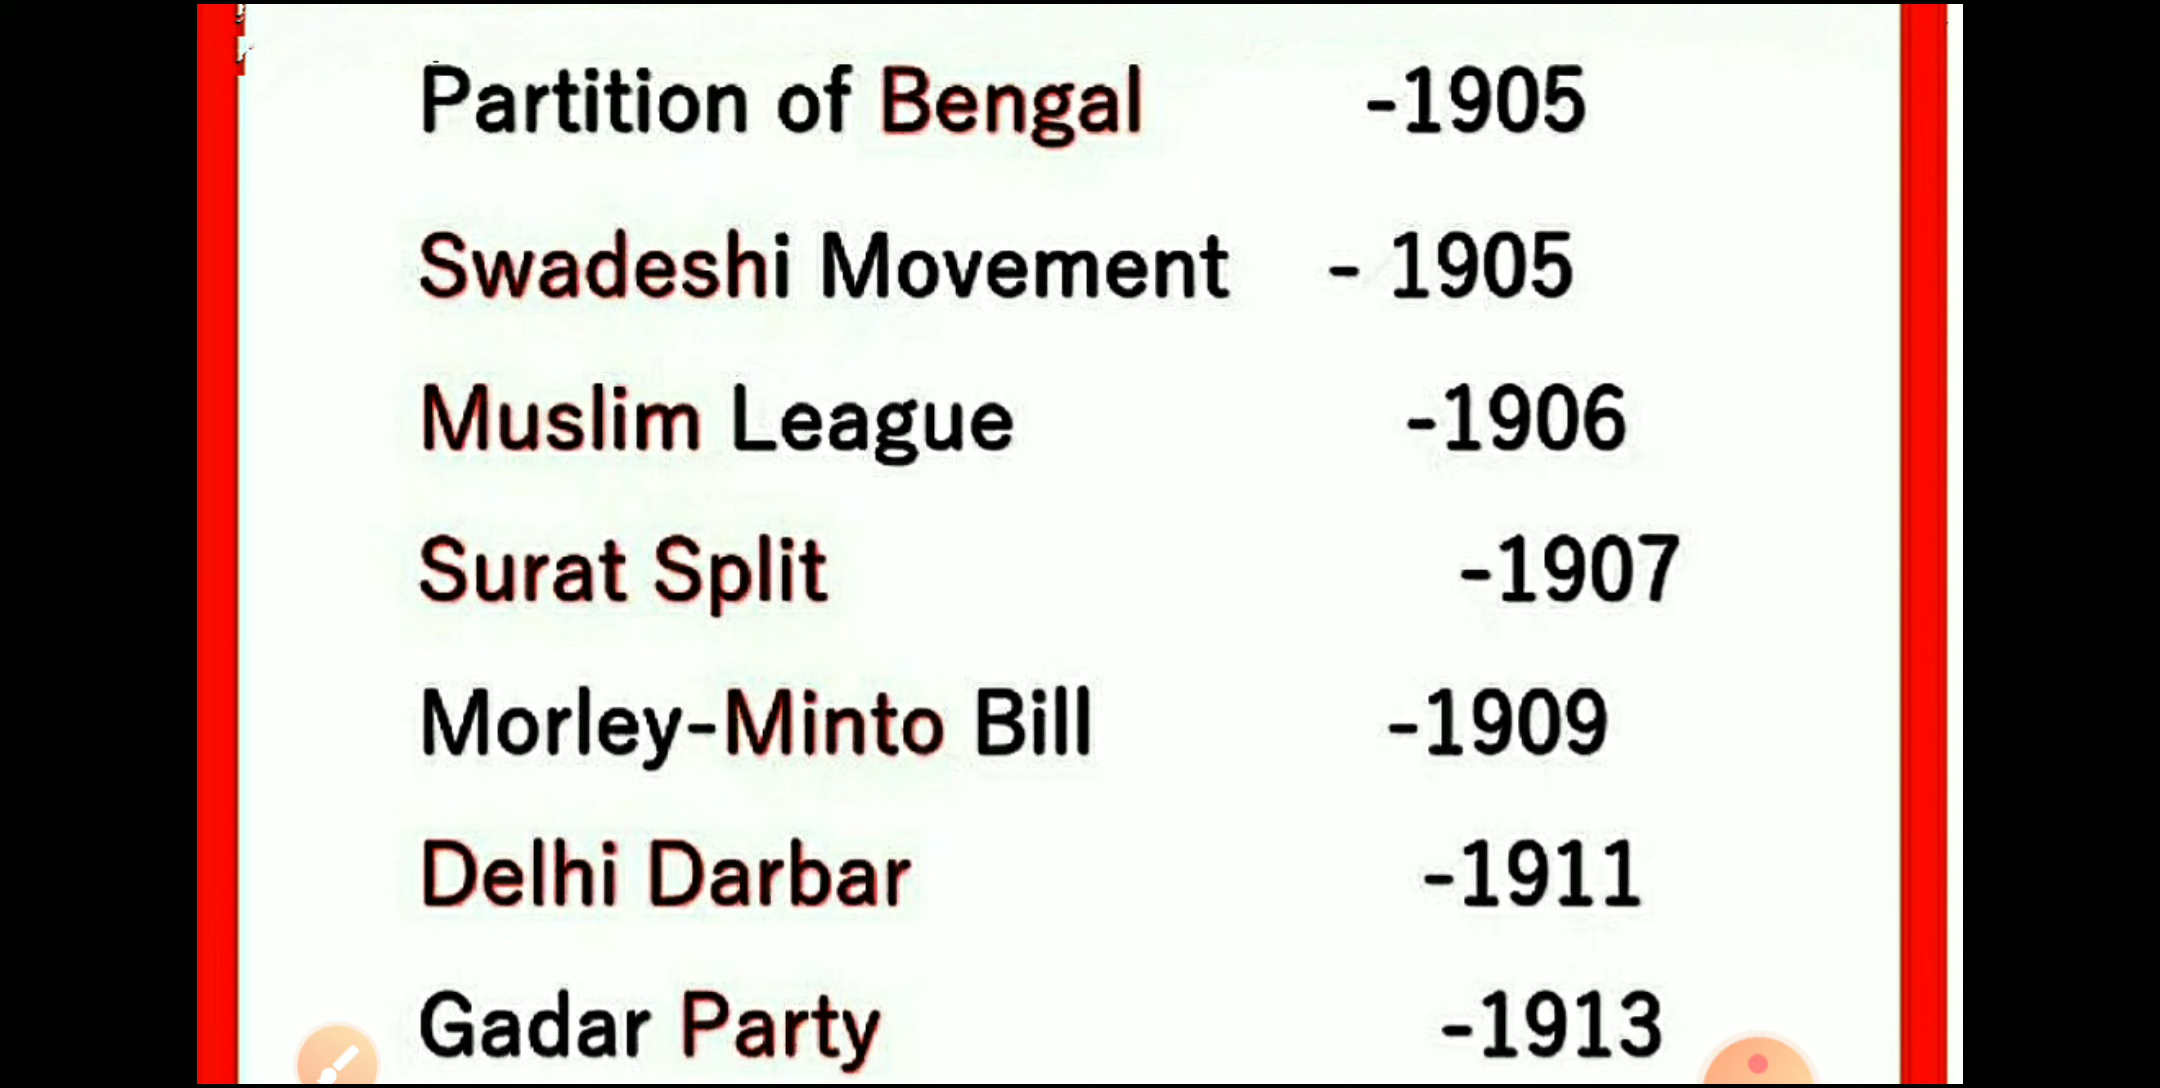 Partition of Bengal -1905
Swadeshi Movement - 1905
Muslim League -1906
Surat Split -1907
Morley-Minto Bill -1909
Delhi Darbar -1911
Gadar Party -1913